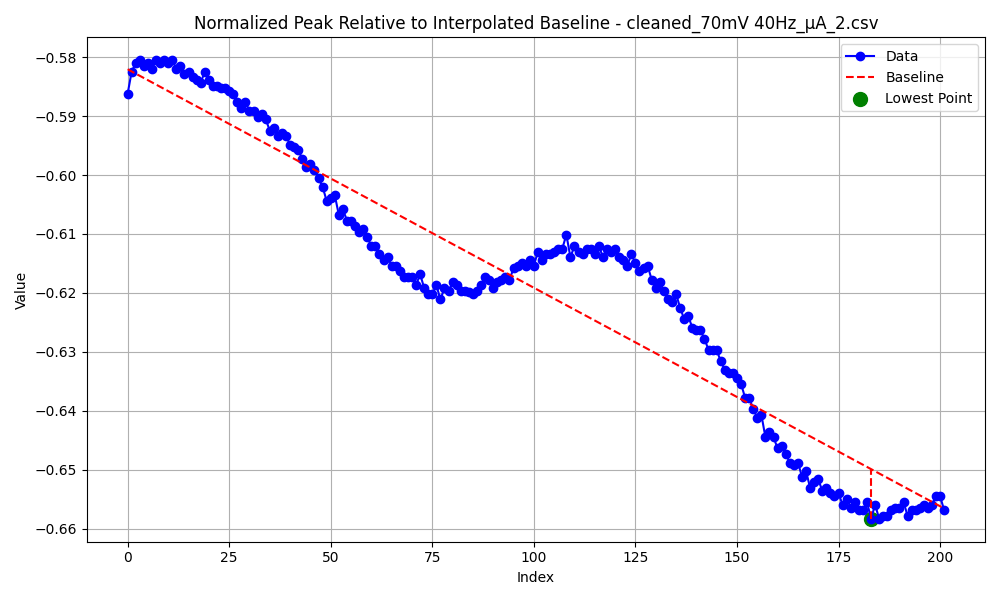 Normalized Peak Relative to Interpolated Baseline - cleaned_70mV 40Hz_μA_2.csv
Data
Baseline
Lowest Point
−0.58
−0.59
−0.60
−0.61
−0.62
−0.63
−0.64
−0.65
−0.66
Value
0 25 50 75 100 125 150 175 200
Index